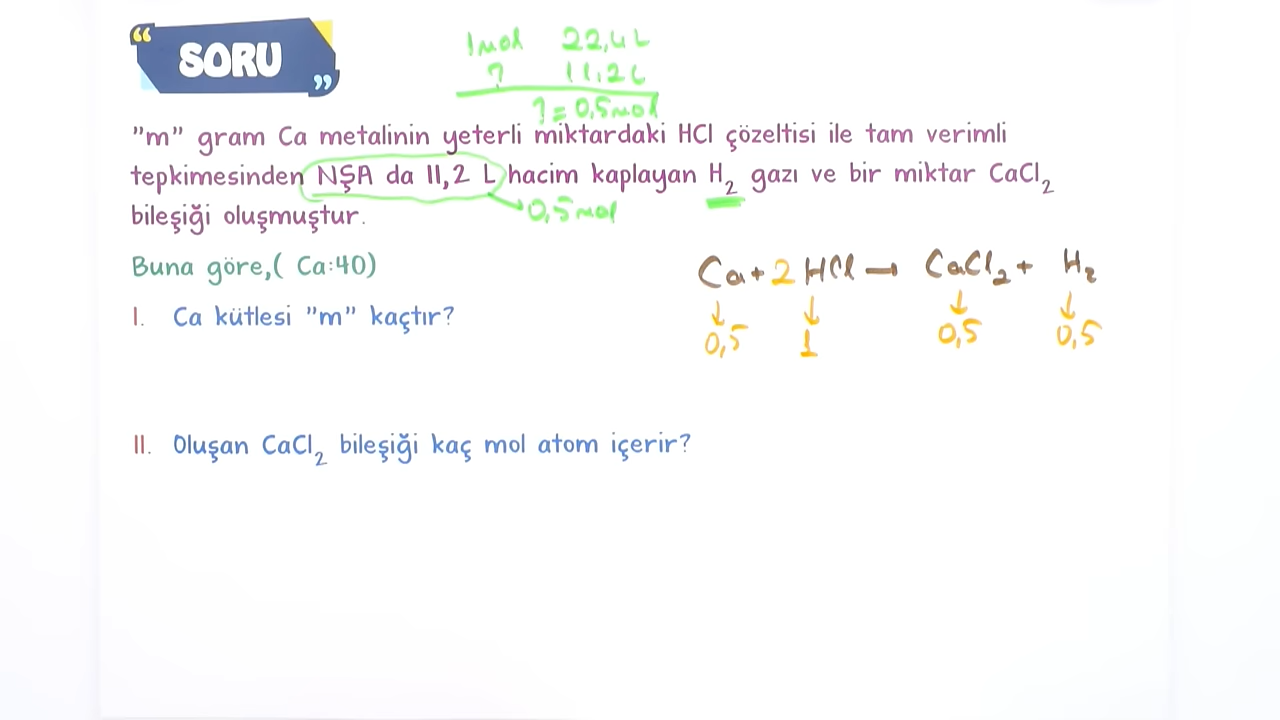 SORU
1mol 22,4L
? 11,2L
? = 0,5mol
"m" gram Ca metalinin yeterli miktardaki HCl çözeltisi ile tam verimli
tepkimesinden NŞA da 11,2 L hacim kaplayan H₂ gazı ve bir miktar CaCl₂
bileşiği oluşmuştur.
0,5mol
Buna göre,( Ca:40)
Ca + 2 HCl → CaCl₂ + H₂
↓ ↓ ↓ ↓
0,5 1 0,5 0,5
I. Ca kütlesi "m" kaçtır?
II. Oluşan CaCl₂ bileşiği kaç mol atom içerir?